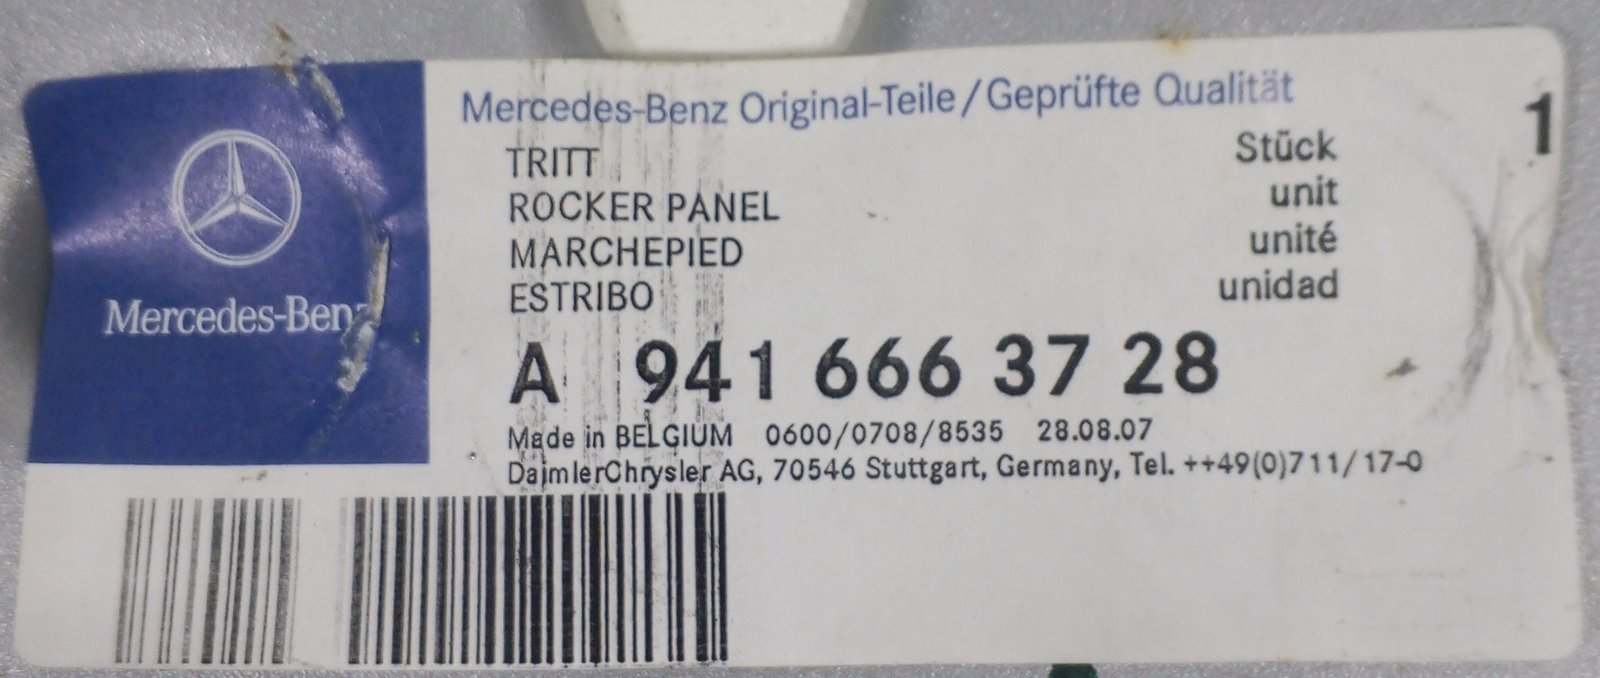 Mercedes-Benz Original-Teile/Geprüfte Qualität
TRITT Stück 1
ROCKER PANEL unit
MARCHEPIED unité
ESTRIBO unidad
Mercedes-Benz
A 941 666 37 28
Made in BELGIUM 0600/0708/8535 28.08.07
DaimlerChrysler AG, 70546 Stuttgart, Germany, Tel. ++49(0)711/17-0